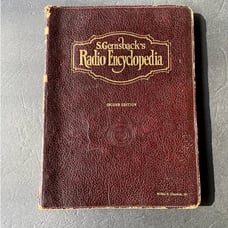 S. Gernsback's
Radio Encyclopedia
SECOND EDITION